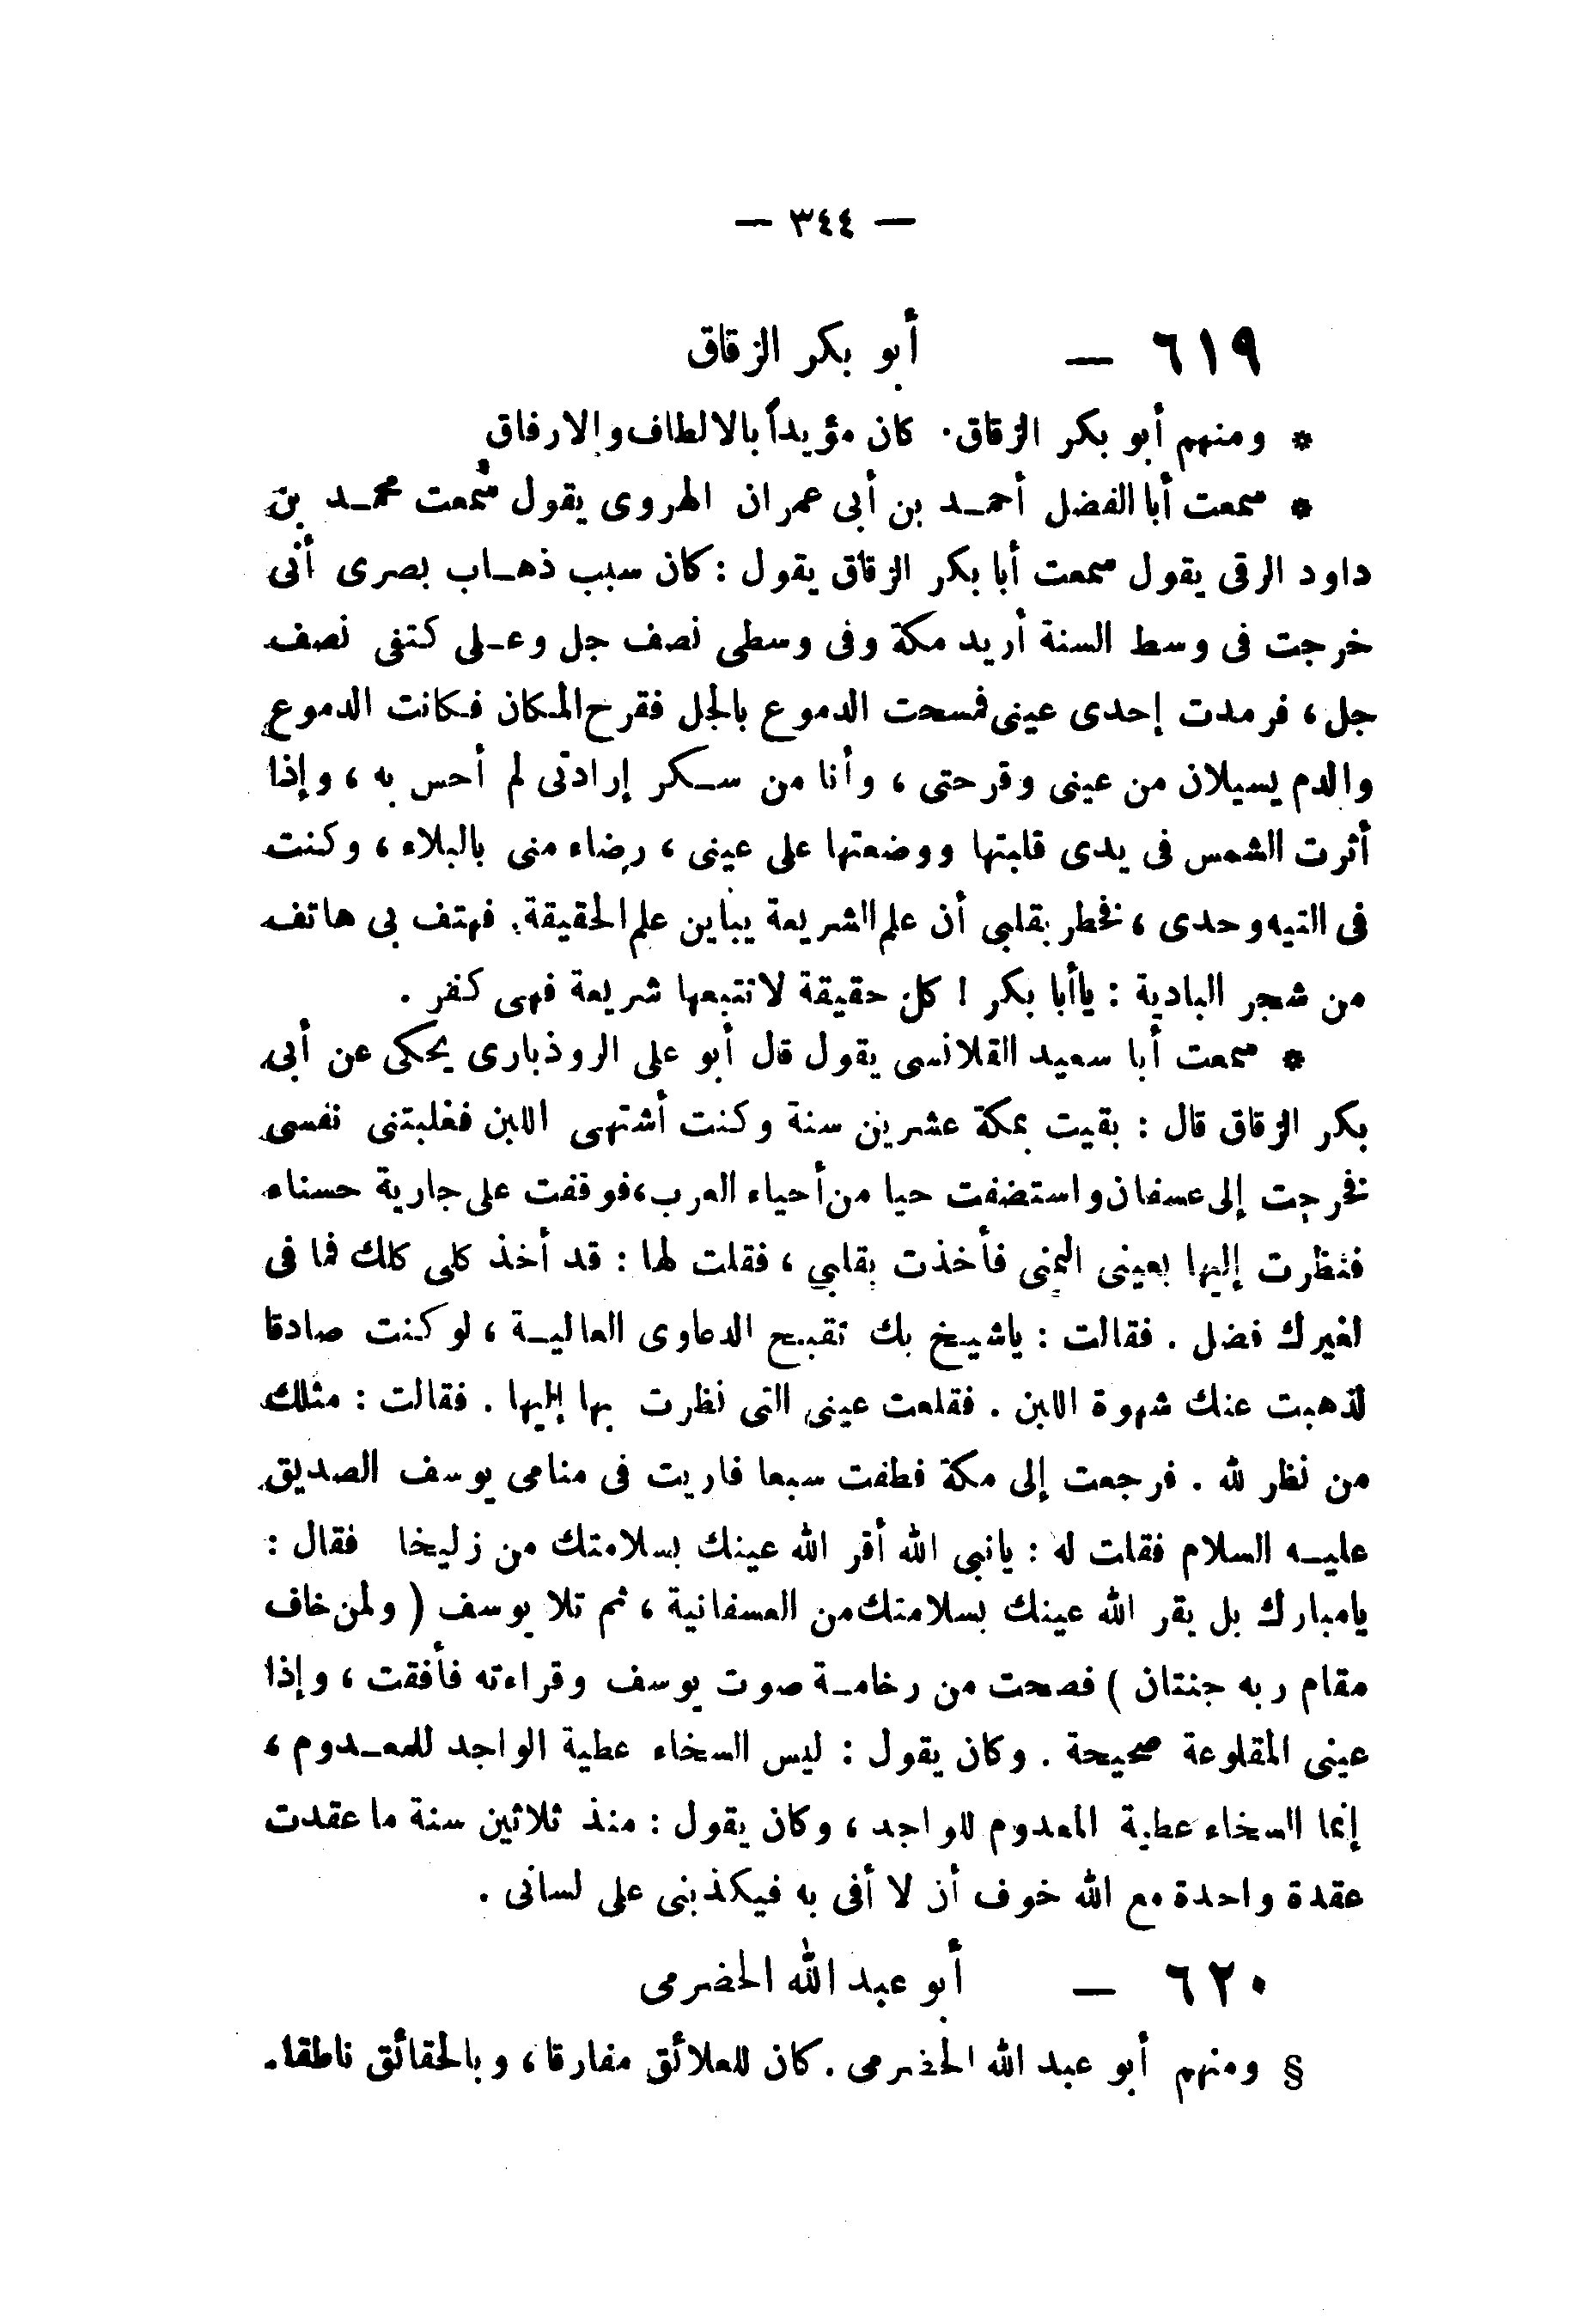 — ٣٤٤ —
٦١٩ — أبو بكر الزقاق
* ومنهم أبو بكر الزقاق. كان مؤيداً بالالطاف والارفاق
* سمعت أبا الفضل أحمد بن أبى عمران الهروى يقول سمعت محمد بن
داود الرقى يقول سمعت أبا بكر الزقاق يقول : كان سبب ذهاب بصرى أنى
خرجت فى وسط السنة أريد مكة وفى وسطى نصف جل وعلى كتفى نصف
جل ، فرمدت إحدى عينى فمسحت الدموع بالجل فقرح المكان فكانت الدموع
والدم يسيلان من عينى وقرحتى ، وأنا من سكر إرادتى لم أحس به ، وإذا
أثرت الشمس فى يدى قلبتها ووضعتها على عينى ، رضاء منى بالبلاء ، وكنت
فى التيه وحدى ، فخطر بقلبى أن علم الشريعة يباين علم الحقيقة. فهتف بى هاتف
من شجر البادية : ياأبا بكر ! كل حقيقة لا تتبعها شريعة فهى كفر .
* سمعت أبا سعيد القلانسى يقول قال أبو على الروذبارى يحكى عن أبى
بكر الزقاق قال : بقيت بمكة عشرين سنة وكنت أشتهى اللبن فغلبتنى نفسى
فخرجت إلى عسفان واستضفت حيا من أحياء العرب، فوقفت على جارية حسناء
فنظرت إليها بعينى اليمنى فأخذت بقلبى ، فقلت لها : قد أخذ كلى كلك فما فى
لغيرك فضل . فقالت : ياشيخ بك تقبح الدعاوى العالية ، لو كنت صادقا
لذهبت عنك شهوة اللبن . فقلعت عينى التى نظرت بها إليها . فقالت : مثلك
من نظر لله . فرجعت إلى مكة فطفت سبعا فاريت فى منامى يوسف الصديق
عليه السلام فقلت له : يانبى الله أقر الله عينك بسلامتك من زليخا فقال :
يامبارك بل بقر الله عينك بسلامتك من العسفانية ، ثم تلا يوسف ( ولمن خاف
مقام ربه جنتان ) فصحت من رخامة صوت يوسف وقراءته فأفقت ، وإذا
عينى المقلوعة صحيحة . وكان يقول : ليس السخاء عطية الواجد للمعدوم ،
إنما السخاء عطية المعدوم للواجد ، وكان يقول : منذ ثلاثين سنة ما عقدت
عقدة واحدة مع الله خوف أن لا أفى به فيكذبنى على لسانى .
٦٢٠ — أبو عبد الله الحضرمى
§ ومنهم أبو عبد الله الحضرمى . كان للعلائق مفارقا ، وبالحقائق ناطقا.